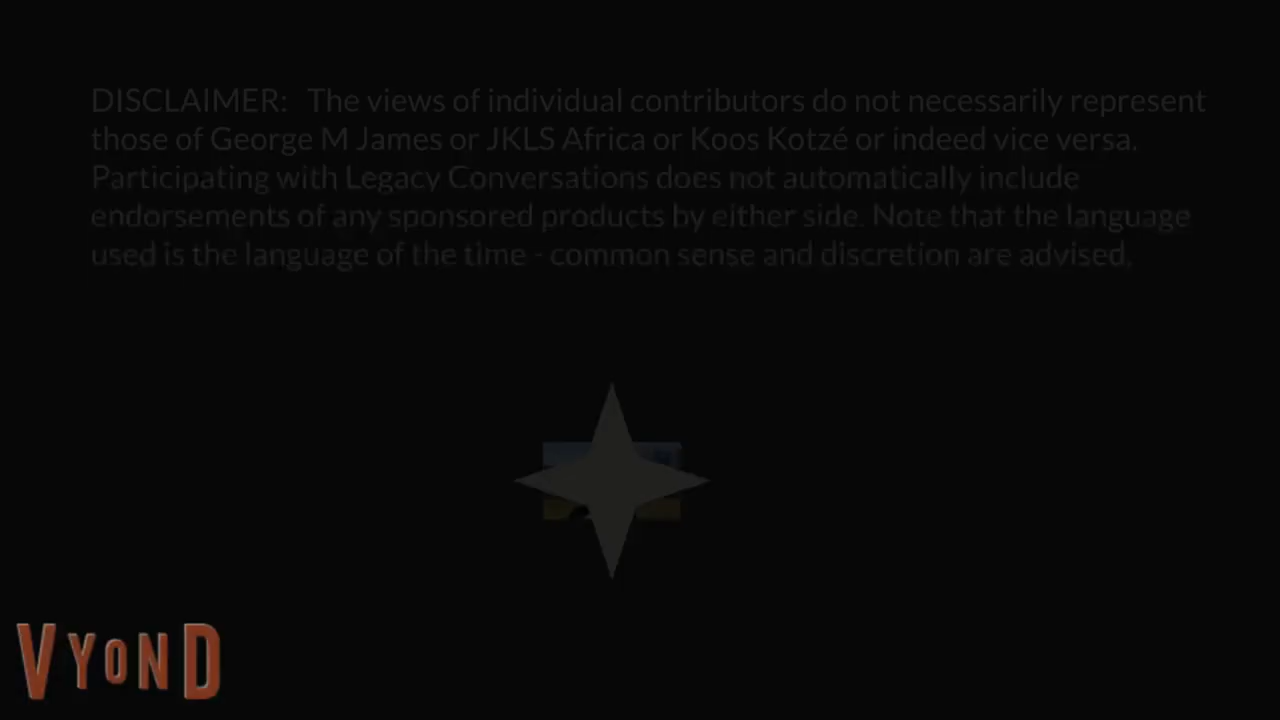 DISCLAIMER: The views of individual contributors do not necessarily represent
those of George M James or JKLS Africa or Koos Kotzé or indeed vice versa.
Participating with Legacy Conversations does not automatically include
endorsements of any sponsored products by either side. Note that the language
used is the language of the time - common sense and discretion are advised.
VYOND